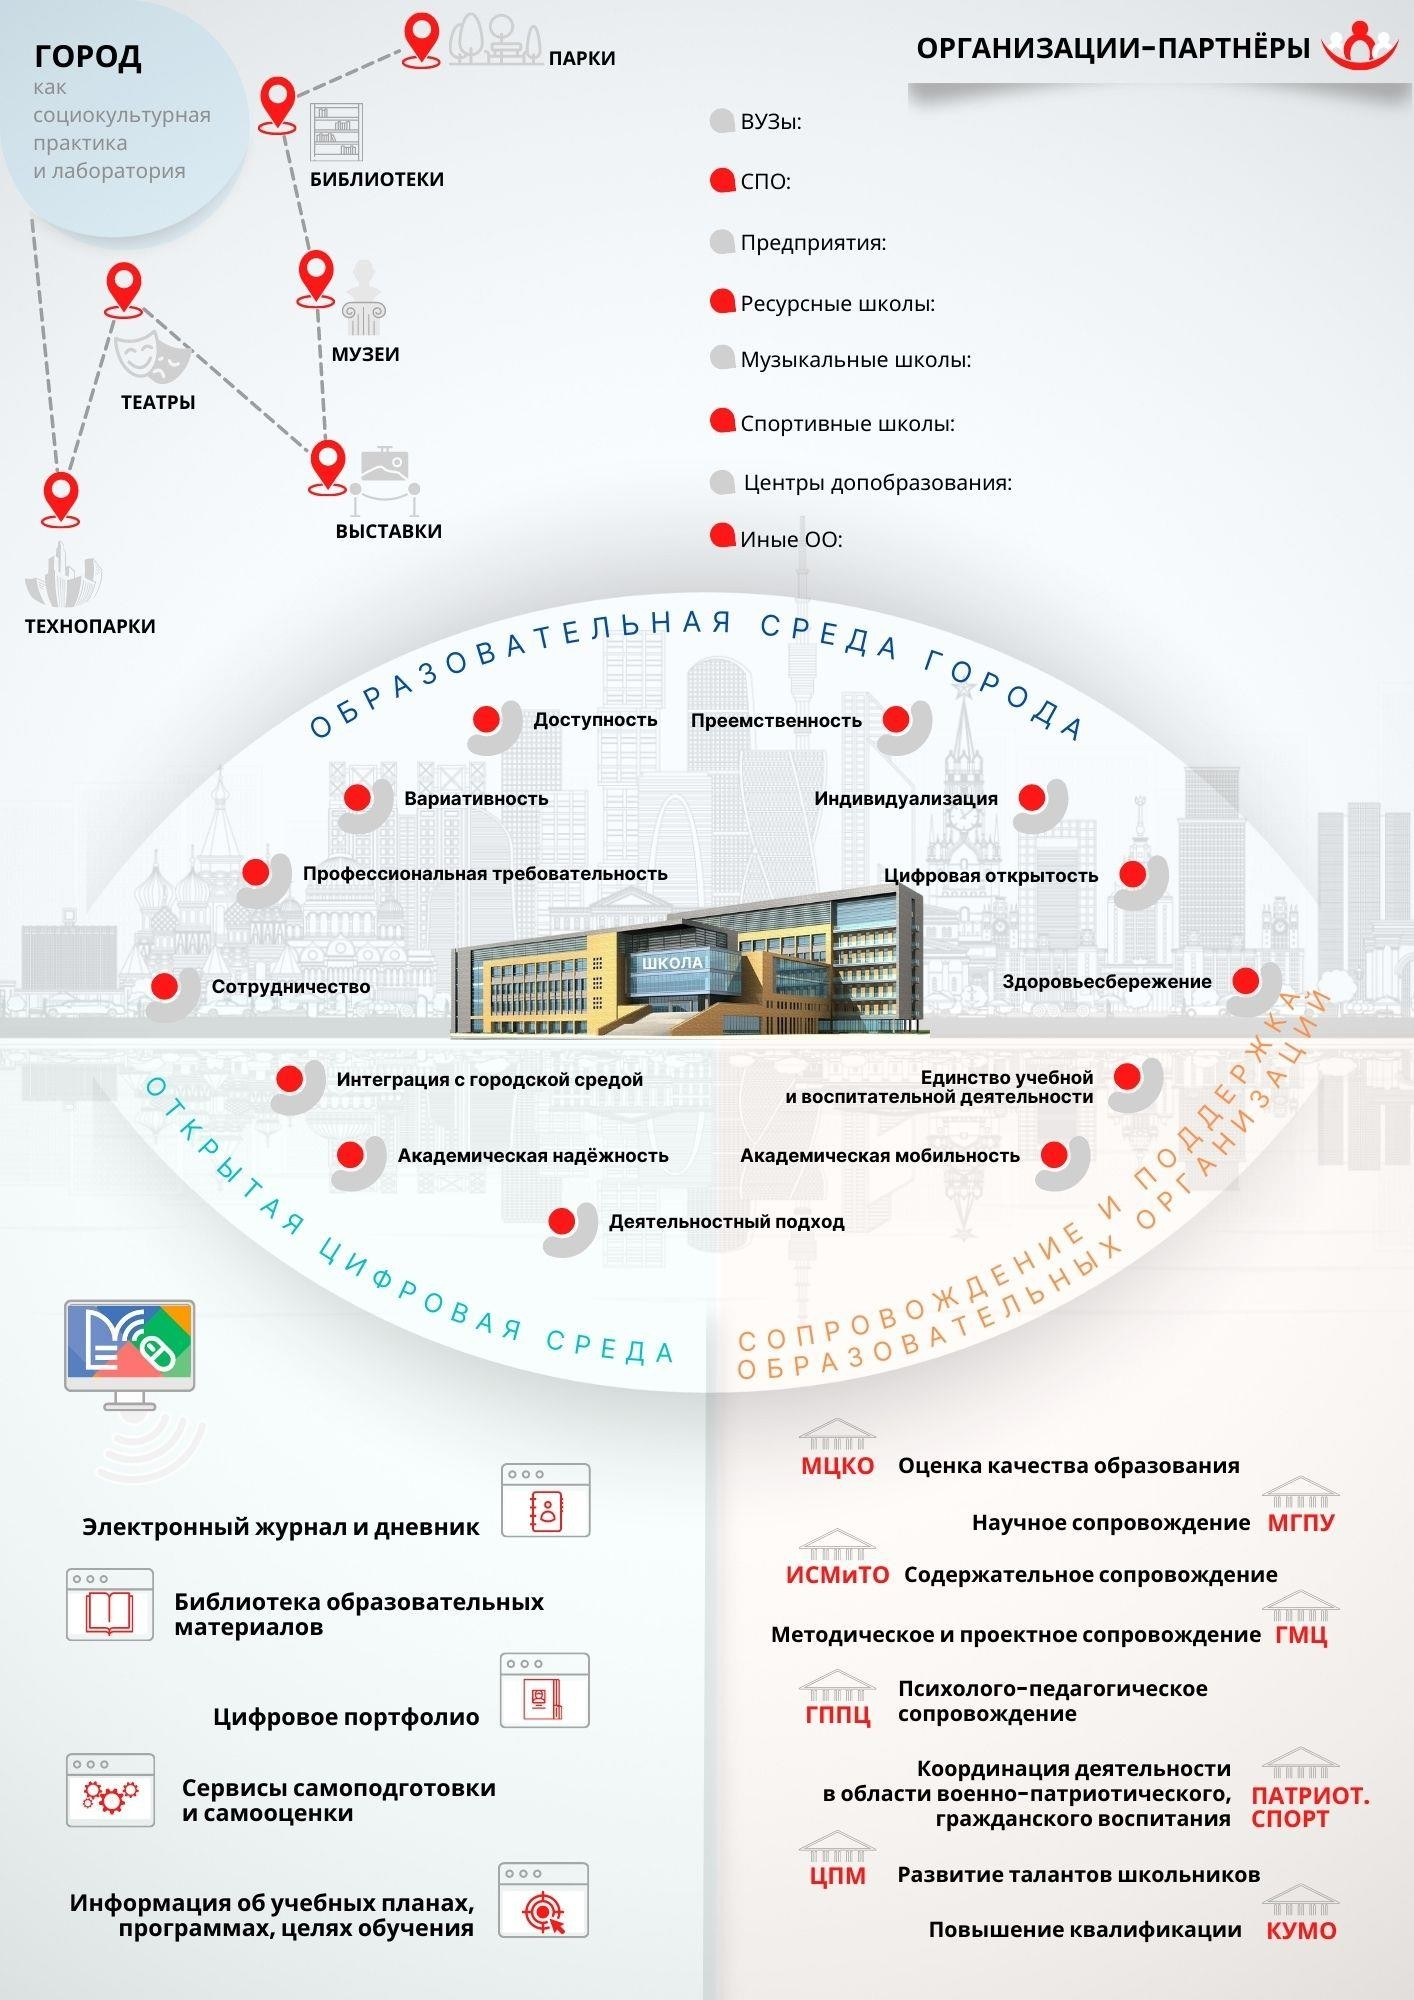 ГОРОД
как
социокультурная
практика
и лаборатория
ПАРКИ
БИБЛИОТЕКИ
МУЗЕИ
ТЕАТРЫ
ВЫСТАВКИ
ТЕХНОПАРКИ
ОРГАНИЗАЦИИ-ПАРТНЁРЫ
ВУЗы:
СПО:
Предприятия:
Ресурсные школы:
Музыкальные школы:
Спортивные школы:
Центры допобразования:
Иные ОО:
ОБРАЗОВАТЕЛЬНАЯ СРЕДА ГОРОДА
Доступность
Преемственность
Вариативность
Индивидуализация
Профессиональная требовательность
Цифровая открытость
ШКОЛА
Сотрудничество
Здоровьесбережение
Интеграция с городской средой
Единство учебной
и воспитательной деятельности
Академическая надёжность
Академическая мобильность
Деятельностный подход
ОТКРЫТАЯ ЦИФРОВАЯ СРЕДА
СОПРОВОЖДЕНИЕ И ПОДДЕРЖКА
ОБРАЗОВАТЕЛЬНЫХ ОРГАНИЗАЦИЙ
Электронный журнал и дневник
Библиотека образовательных
материалов
Цифровое портфолио
Сервисы самоподготовки
и самооценки
Информация об учебных планах,
программах, целях обучения
МЦКО Оценка качества образования
Научное сопровождение МГПУ
ИСМиТО Содержательное сопровождение
Методическое и проектное сопровождение ГМЦ
ГППЦ
Психолого-педагогическое
сопровождение
Координация деятельности
в области военно-патриотического,
гражданского воспитания
ПАТРИОТ.
СПОРТ
ЦПМ Развитие талантов школьников
Повышение квалификации КУМО